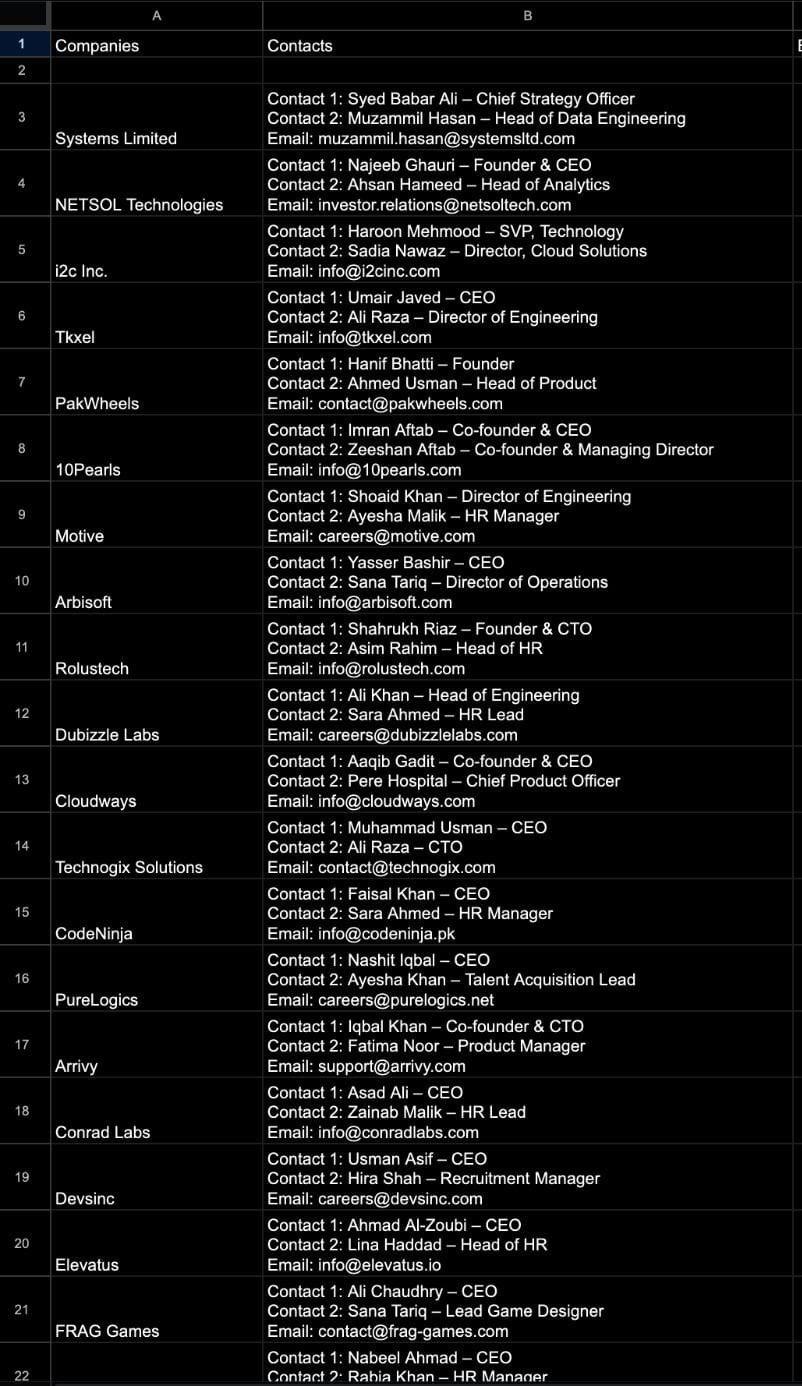 A B
1 Companies Contacts
2
3 Contact 1: Syed Babar Ali – Chief Strategy Officer
Contact 2: Muzammil Hasan – Head of Data Engineering
Systems Limited Email: muzammil.hasan@systemsltd.com
4 Contact 1: Najeeb Ghauri – Founder & CEO
Contact 2: Ahsan Hameed – Head of Analytics
NETSOL Technologies Email: investor.relations@netsoltech.com
5 Contact 1: Haroon Mehmood – SVP, Technology
Contact 2: Sadia Nawaz – Director, Cloud Solutions
i2c Inc. Email: info@i2cinc.com
6 Contact 1: Umair Javed – CEO
Contact 2: Ali Raza – Director of Engineering
Tkxel Email: info@tkxel.com
7 Contact 1: Hanif Bhatti – Founder
Contact 2: Ahmed Usman – Head of Product
PakWheels Email: contact@pakwheels.com
8 Contact 1: Imran Aftab – Co-founder & CEO
Contact 2: Zeeshan Aftab – Co-founder & Managing Director
10Pearls Email: info@10pearls.com
9 Contact 1: Shoaid Khan – Director of Engineering
Contact 2: Ayesha Malik – HR Manager
Motive Email: careers@motive.com
10 Contact 1: Yasser Bashir – CEO
Contact 2: Sana Tariq – Director of Operations
Arbisoft Email: info@arbisoft.com
11 Contact 1: Shahrukh Riaz – Founder & CTO
Contact 2: Asim Rahim – Head of HR
Rolustech Email: info@rolustech.com
12 Contact 1: Ali Khan – Head of Engineering
Contact 2: Sara Ahmed – HR Lead
Dubizzle Labs Email: careers@dubizzlelabs.com
13 Contact 1: Aaqib Gadit – Co-founder & CEO
Contact 2: Pere Hospital – Chief Product Officer
Cloudways Email: info@cloudways.com
14 Contact 1: Muhammad Usman – CEO
Contact 2: Ali Raza – CTO
Technogix Solutions Email: contact@technogix.com
15 Contact 1: Faisal Khan – CEO
Contact 2: Sara Ahmed – HR Manager
CodeNinja Email: info@codeninja.pk
16 Contact 1: Nashit Iqbal – CEO
Contact 2: Ayesha Khan – Talent Acquisition Lead
PureLogics Email: careers@purelogics.net
17 Contact 1: Iqbal Khan – Co-founder & CTO
Contact 2: Fatima Noor – Product Manager
Arrivy Email: support@arrivy.com
18 Contact 1: Asad Ali – CEO
Contact 2: Zainab Malik – HR Lead
Conrad Labs Email: info@conradlabs.com
19 Contact 1: Usman Asif – CEO
Contact 2: Hira Shah – Recruitment Manager
Devsinc Email: careers@devsinc.com
20 Contact 1: Ahmad Al-Zoubi – CEO
Contact 2: Lina Haddad – Head of HR
Elevatus Email: info@elevatus.io
21 Contact 1: Ali Chaudhry – CEO
Contact 2: Sana Tariq – Lead Game Designer
FRAG Games Email: contact@frag-games.com
Contact 1: Nabeel Ahmad – CEO
22 Contact 2: Rabia Khan – HR Manager